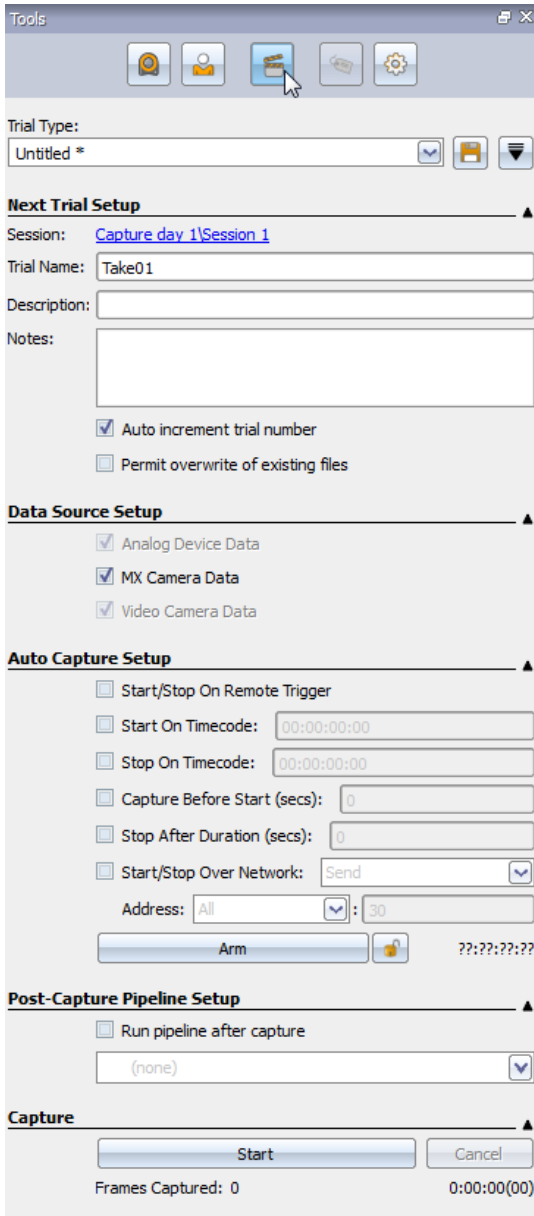 Tools
Trial Type:
Untitled *
Next Trial Setup
Session: Capture day 1\Session 1
Trial Name: Take01
Description:
Notes:
Auto increment trial number
Permit overwrite of existing files
Data Source Setup
Analog Device Data
MX Camera Data
Video Camera Data
Auto Capture Setup
Start/Stop On Remote Trigger
Start On Timecode: 00:00:00:00
Stop On Timecode: 00:00:00:00
Capture Before Start (secs): 0
Stop After Duration (secs): 0
Start/Stop Over Network: Send
Address: All : 30
Arm ??:??:??:??
Post-Capture Pipeline Setup
Run pipeline after capture
(none)
Capture
Start Cancel
Frames Captured: 0 0:00:00(00)